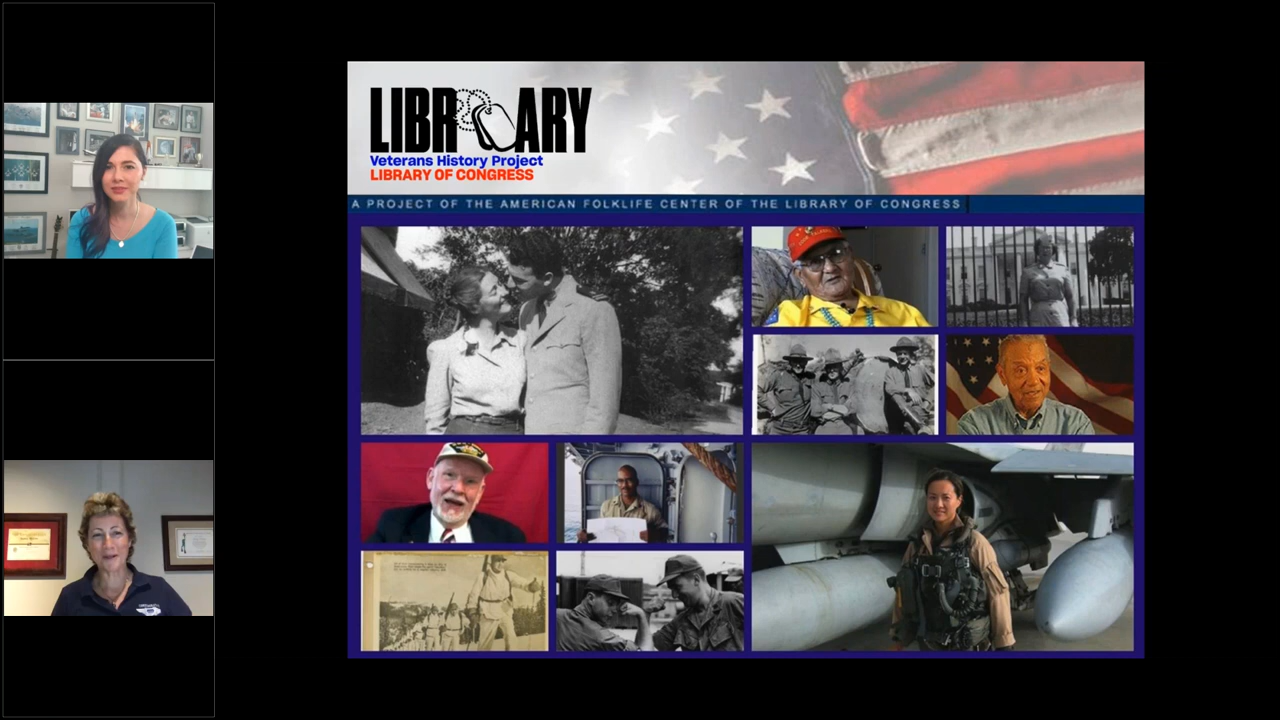 LIBRARY
Veterans History Project
LIBRARY OF CONGRESS
A PROJECT OF THE AMERICAN FOLKLIFE CENTER OF THE LIBRARY OF CONGRESS